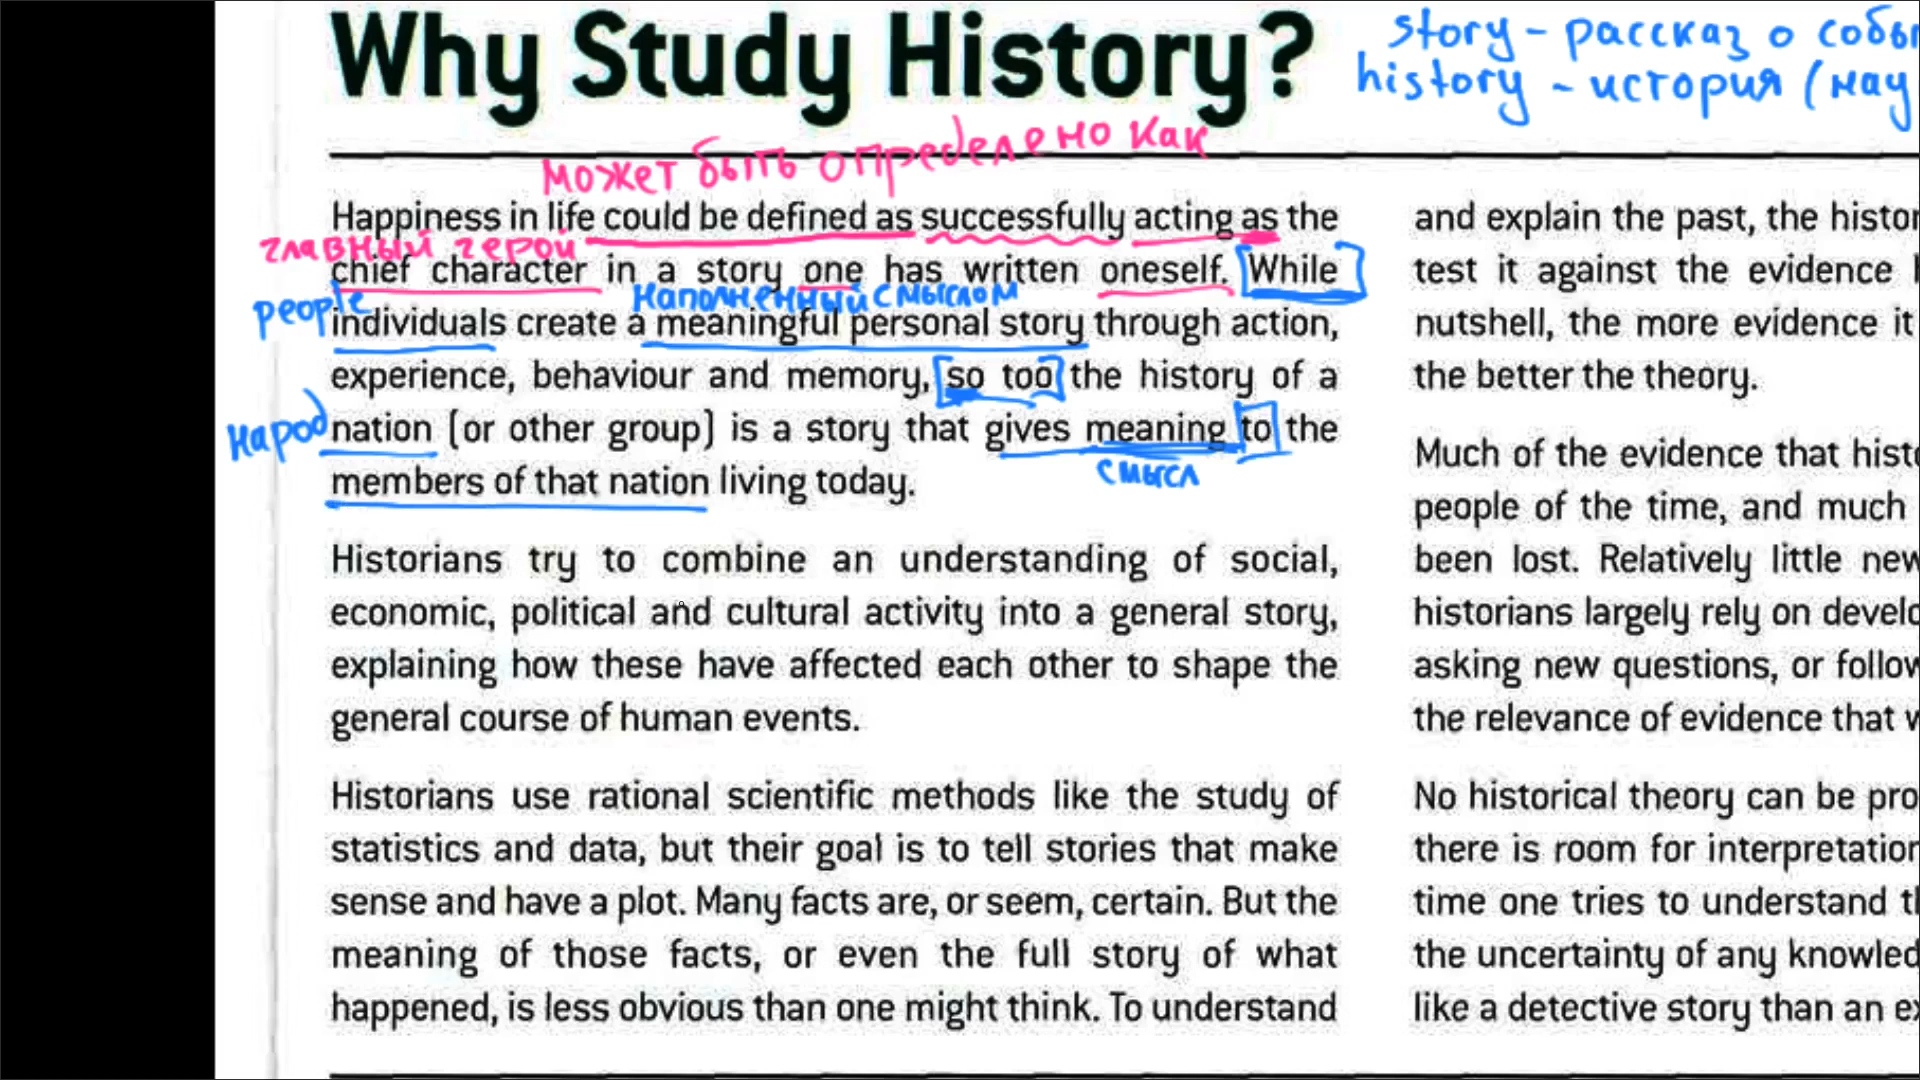 Why Study History?
story - рассказ о собы
history - история (нау
может быть определено как
Happiness in life could be defined as successfully acting as the
главный герой
chief character in a story one has written oneself. While
people наполненный смыслом
individuals create a meaningful personal story through action,
experience, behaviour and memory, so too the history of a
народ nation (or other group) is a story that gives meaning to the
смысл
members of that nation living today.
Historians try to combine an understanding of social,
economic, political and cultural activity into a general story,
explaining how these have affected each other to shape the
general course of human events.
Historians use rational scientific methods like the study of
statistics and data, but their goal is to tell stories that make
sense and have a plot. Many facts are, or seem, certain. But the
meaning of those facts, or even the full story of what
happened, is less obvious than one might think. To understand
and explain the past, the histor
test it against the evidence
nutshell, the more evidence it
the better the theory.
Much of the evidence that histo
people of the time, and much
been lost. Relatively little new
historians largely rely on develo
asking new questions, or follow
the relevance of evidence that w
No historical theory can be pro
there is room for interpretation
time one tries to understand th
the uncertainty of any knowled
like a detective story than an ex